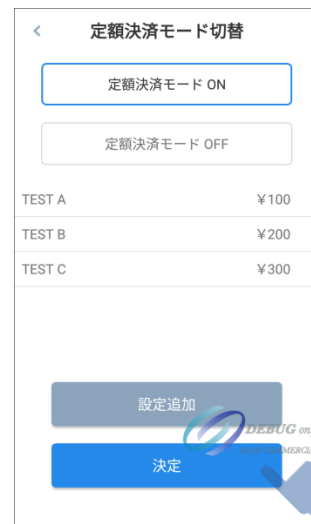 定額決済モード切替
定額決済モード ON
定額決済モード OFF
TEST A ¥100
TEST B ¥200
TEST C ¥300
設定追加
DEBUG
決定